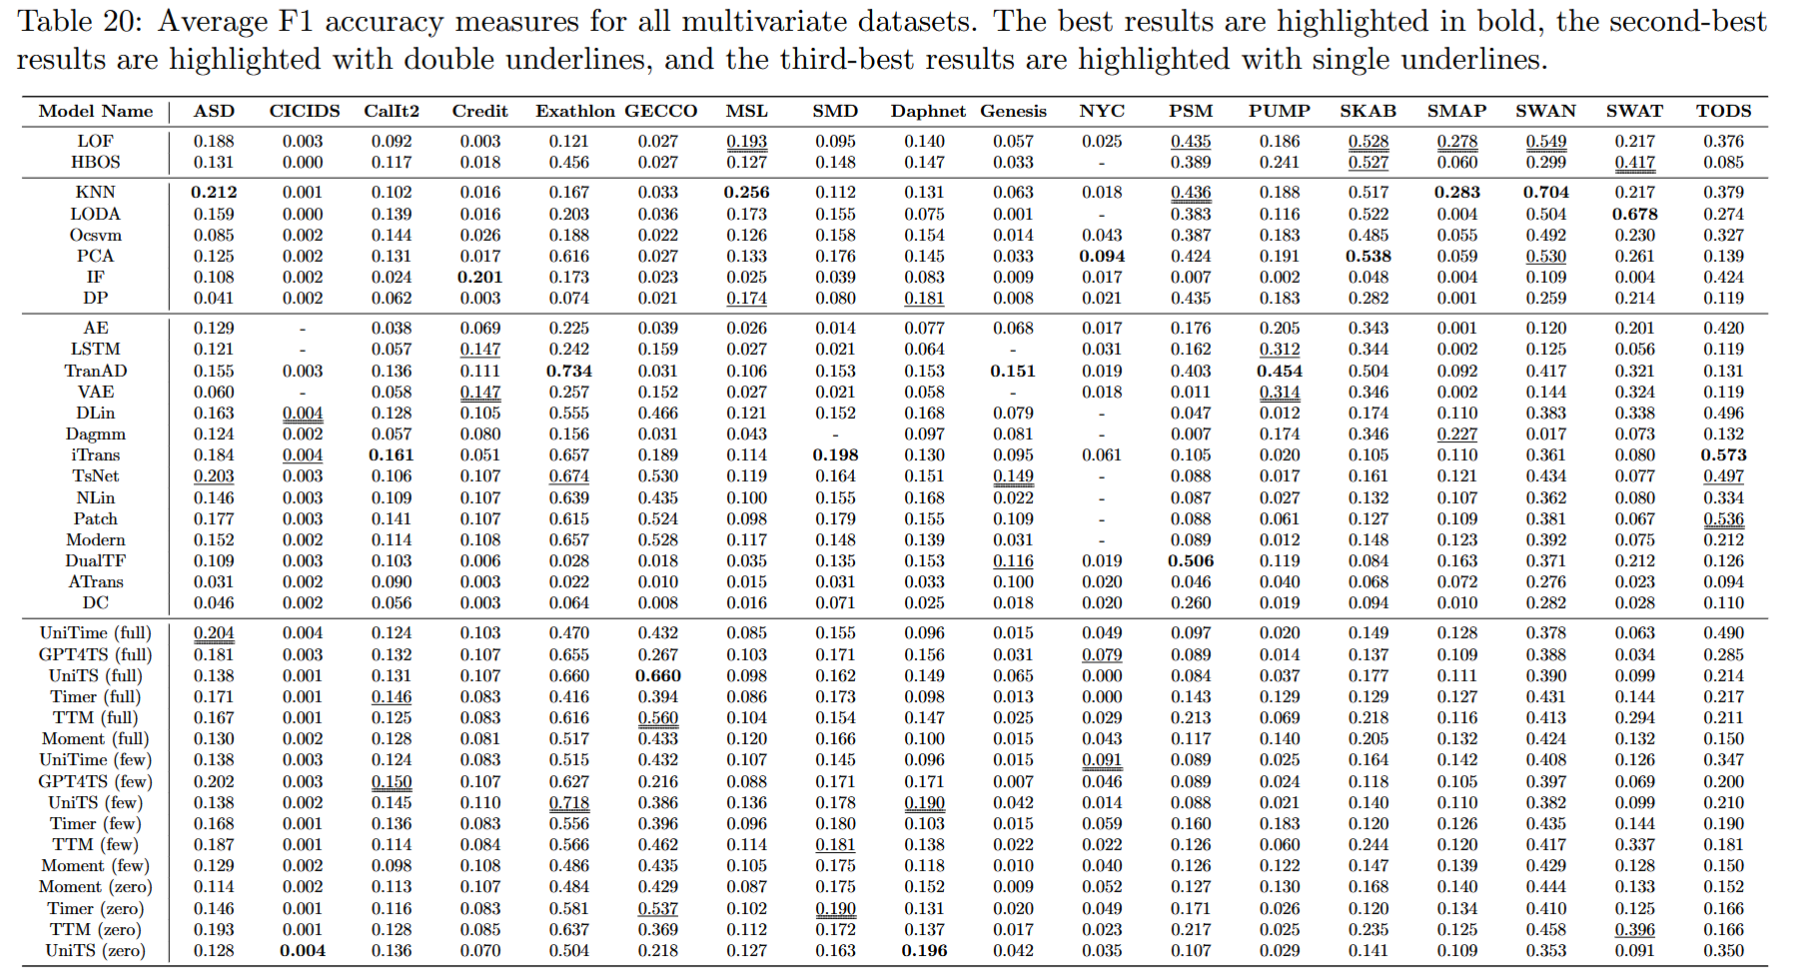 Table 20: Average F1 accuracy measures for all multivariate datasets. The best results are highlighted in bold, the second-best
results are highlighted with double underlines, and the third-best results are highlighted with single underlines.
Model Name ASD CICIDS CalIt2 Credit Exathlon GECCO MSL SMD Daphnet Genesis NYC PSM PUMP SKAB SMAP SWAN SWAT TODS
LOF 0.188 0.003 0.092 0.003 0.121 0.027 0.193 0.095 0.140 0.057 0.025 0.435 0.186 0.528 0.278 0.549 0.217 0.376
HBOS 0.131 0.000 0.117 0.018 0.456 0.027 0.127 0.148 0.147 0.033 - 0.389 0.241 0.527 0.060 0.299 0.417 0.085
KNN 0.212 0.001 0.102 0.016 0.167 0.033 0.256 0.112 0.131 0.063 0.018 0.436 0.188 0.517 0.283 0.704 0.217 0.379
LODA 0.159 0.000 0.139 0.016 0.203 0.036 0.173 0.155 0.075 0.001 - 0.383 0.116 0.522 0.004 0.504 0.678 0.274
Ocsvm 0.085 0.002 0.144 0.026 0.188 0.022 0.126 0.158 0.154 0.014 0.043 0.387 0.183 0.485 0.055 0.492 0.230 0.327
PCA 0.125 0.002 0.131 0.017 0.616 0.027 0.133 0.176 0.145 0.033 0.094 0.424 0.191 0.538 0.059 0.530 0.261 0.139
IF 0.108 0.002 0.024 0.201 0.173 0.023 0.025 0.039 0.083 0.009 0.017 0.007 0.002 0.048 0.004 0.109 0.004 0.424
DP 0.041 0.002 0.062 0.003 0.074 0.021 0.174 0.080 0.181 0.008 0.021 0.435 0.183 0.282 0.001 0.259 0.214 0.119
AE 0.129 - 0.038 0.069 0.225 0.039 0.026 0.014 0.077 0.068 0.017 0.176 0.205 0.343 0.001 0.120 0.201 0.420
LSTM 0.121 - 0.057 0.147 0.242 0.159 0.027 0.021 0.064 - 0.031 0.162 0.312 0.344 0.002 0.125 0.056 0.119
TranAD 0.155 0.003 0.136 0.111 0.734 0.031 0.106 0.153 0.153 0.151 0.019 0.403 0.454 0.504 0.092 0.417 0.321 0.131
VAE 0.060 - 0.058 0.147 0.257 0.152 0.027 0.021 0.058 - 0.018 0.011 0.314 0.346 0.002 0.144 0.324 0.119
DLin 0.163 0.004 0.128 0.105 0.555 0.466 0.121 0.152 0.168 0.079 - 0.047 0.012 0.174 0.110 0.383 0.338 0.496
Dagmm 0.124 0.002 0.057 0.080 0.156 0.031 0.043 - 0.097 0.081 - 0.007 0.174 0.346 0.227 0.017 0.073 0.132
iTrans 0.184 0.004 0.161 0.051 0.657 0.189 0.114 0.198 0.130 0.095 0.061 0.105 0.020 0.105 0.110 0.361 0.080 0.573
TsNet 0.203 0.003 0.106 0.107 0.674 0.530 0.119 0.164 0.151 0.149 - 0.088 0.017 0.161 0.121 0.434 0.077 0.497
NLin 0.146 0.003 0.109 0.107 0.639 0.435 0.100 0.155 0.168 0.022 - 0.087 0.027 0.132 0.107 0.362 0.080 0.334
Patch 0.177 0.003 0.141 0.107 0.615 0.524 0.098 0.179 0.155 0.109 - 0.088 0.061 0.127 0.109 0.381 0.067 0.536
Modern 0.152 0.002 0.114 0.108 0.657 0.528 0.117 0.148 0.139 0.031 - 0.089 0.012 0.148 0.123 0.392 0.075 0.212
DualTF 0.109 0.003 0.103 0.006 0.028 0.018 0.035 0.135 0.153 0.116 0.019 0.506 0.119 0.084 0.163 0.371 0.212 0.126
ATrans 0.031 0.002 0.090 0.003 0.022 0.010 0.015 0.031 0.033 0.100 0.020 0.046 0.040 0.068 0.072 0.276 0.023 0.094
DC 0.046 0.002 0.056 0.003 0.064 0.008 0.016 0.071 0.025 0.018 0.020 0.260 0.019 0.094 0.010 0.282 0.028 0.110
UniTime (full) 0.204 0.004 0.124 0.103 0.470 0.432 0.085 0.155 0.096 0.015 0.049 0.097 0.020 0.149 0.128 0.378 0.063 0.490
GPT4TS (full) 0.181 0.003 0.132 0.107 0.655 0.267 0.103 0.171 0.156 0.031 0.079 0.089 0.014 0.137 0.109 0.388 0.034 0.285
UniTS (full) 0.138 0.001 0.131 0.107 0.660 0.660 0.098 0.162 0.149 0.065 0.000 0.084 0.037 0.177 0.111 0.390 0.099 0.214
Timer (full) 0.171 0.001 0.146 0.083 0.416 0.394 0.086 0.173 0.098 0.013 0.000 0.143 0.129 0.129 0.127 0.431 0.144 0.217
TTM (full) 0.167 0.001 0.125 0.083 0.616 0.560 0.104 0.154 0.147 0.025 0.029 0.213 0.069 0.218 0.116 0.413 0.294 0.211
Moment (full) 0.130 0.002 0.128 0.081 0.517 0.433 0.120 0.166 0.100 0.015 0.043 0.117 0.140 0.205 0.132 0.424 0.132 0.150
UniTime (few) 0.138 0.003 0.124 0.083 0.515 0.432 0.107 0.145 0.096 0.015 0.091 0.089 0.025 0.164 0.142 0.408 0.126 0.347
GPT4TS (few) 0.202 0.003 0.150 0.107 0.627 0.216 0.088 0.171 0.171 0.007 0.046 0.089 0.024 0.118 0.105 0.397 0.069 0.200
UniTS (few) 0.138 0.002 0.145 0.110 0.718 0.386 0.136 0.178 0.190 0.042 0.014 0.088 0.021 0.140 0.110 0.382 0.099 0.210
Timer (few) 0.168 0.001 0.136 0.083 0.556 0.396 0.096 0.180 0.103 0.015 0.059 0.160 0.183 0.120 0.126 0.435 0.144 0.190
TTM (few) 0.187 0.001 0.114 0.084 0.566 0.462 0.114 0.181 0.138 0.022 0.022 0.126 0.060 0.244 0.120 0.417 0.337 0.181
Moment (few) 0.129 0.002 0.098 0.108 0.486 0.435 0.105 0.175 0.118 0.010 0.040 0.126 0.122 0.147 0.139 0.429 0.128 0.150
Moment (zero) 0.114 0.002 0.113 0.107 0.484 0.429 0.087 0.175 0.152 0.009 0.052 0.127 0.130 0.168 0.140 0.444 0.133 0.152
Timer (zero) 0.146 0.001 0.116 0.083 0.581 0.537 0.102 0.190 0.131 0.020 0.049 0.171 0.026 0.120 0.134 0.410 0.125 0.166
TTM (zero) 0.193 0.001 0.128 0.085 0.637 0.369 0.112 0.172 0.137 0.017 0.023 0.217 0.025 0.235 0.125 0.458 0.396 0.166
UniTS (zero) 0.128 0.004 0.136 0.070 0.504 0.218 0.127 0.163 0.196 0.042 0.035 0.107 0.029 0.141 0.109 0.353 0.091 0.350